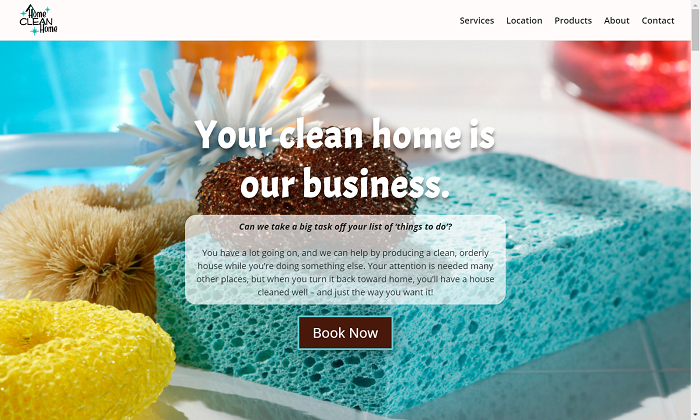 Home
CLEAN
Home
Services Location Products About Contact
Your clean home is
our business.
Can we take a big task off your list of ‘things to do’?
You have a lot going on, and we can help by producing a clean, orderly
house while you’re doing something else. Your attention is needed many
other places, but when you turn it back toward home, you’ll have a house
cleaned well – and just the way you want it!
Book Now